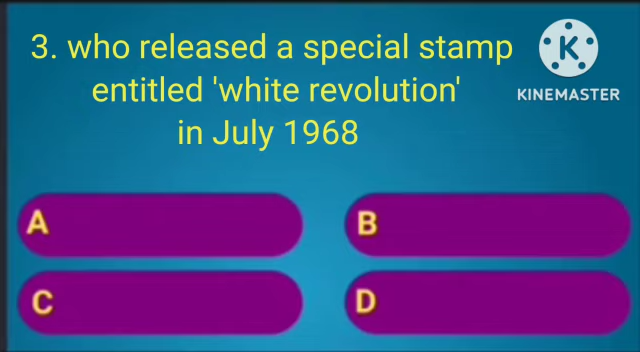 3. who released a special stamp
entitled 'white revolution'
in July 1968
KINEMASTER
A
B
C
D